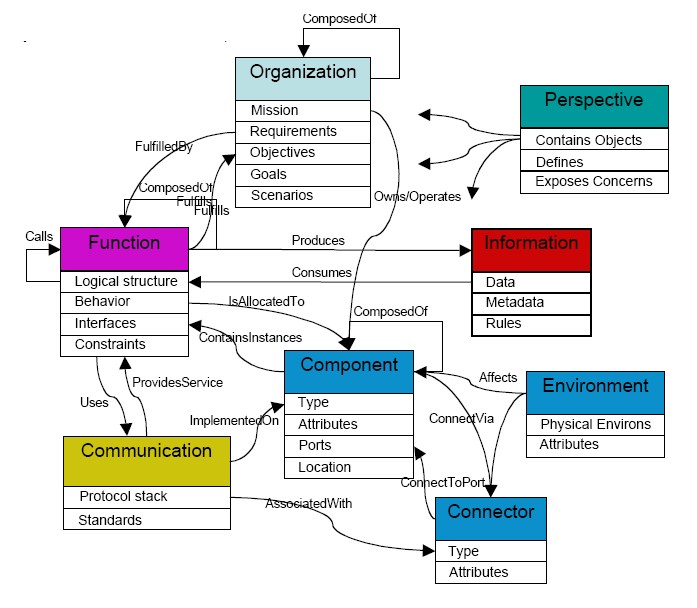 ComposedOf
Organization
Mission
Requirements
Objectives
Goals
Scenarios
Perspective
Contains Objects
Defines
Exposes Concerns
FulfilledBy
ComposedOf
Fulfills
Fulfills
Owns/Operates
Calls
Function
Logical structure
Behavior
Interfaces
Constraints
Produces
Consumes
Information
Data
Metadata
Rules
IsAllocatedTo
ComposedOf
ContainsInstances
Component
Type
Attributes
Ports
Location
Affects
Environment
Physical Environs
Attributes
ProvidesService
Uses
ImplementedOn
ConnectVia
Communication
Protocol stack
Standards
AssociatedWith
ConnectToPort
Connector
Type
Attributes